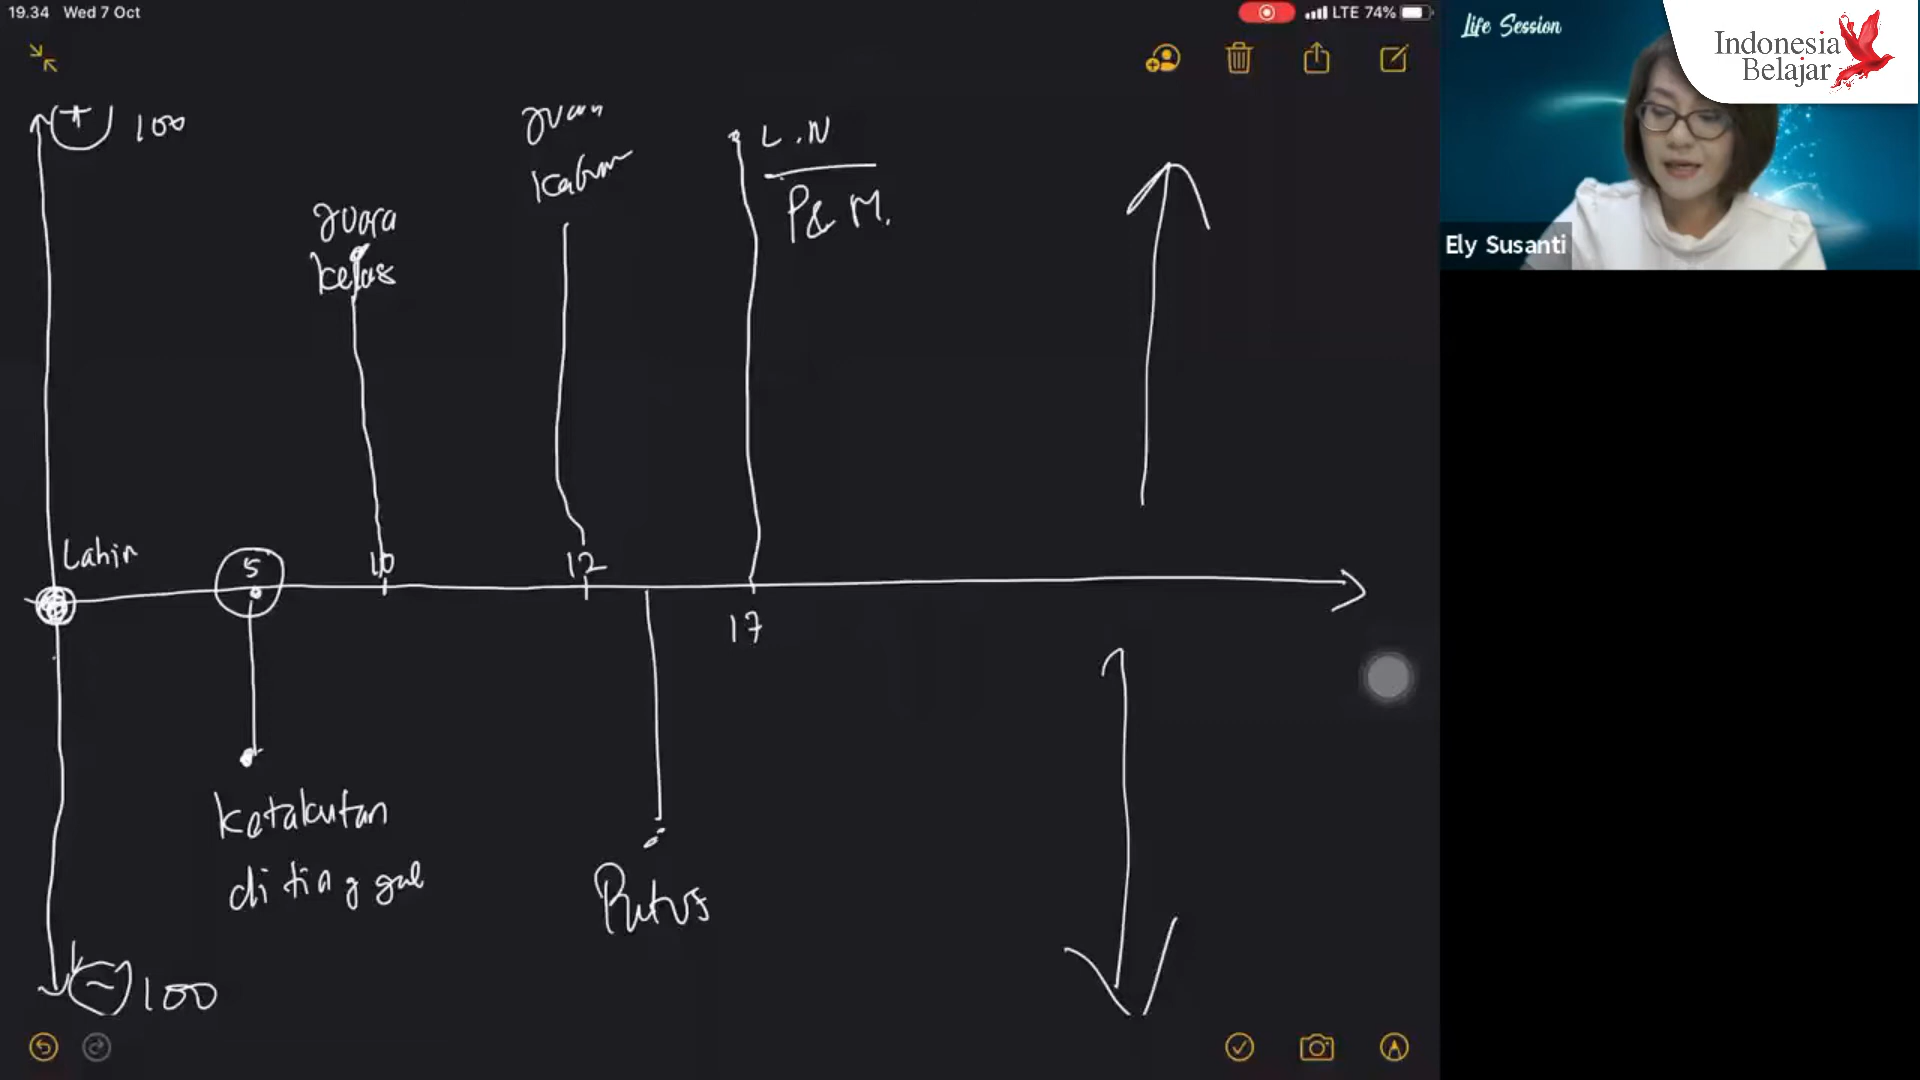 19.34 Wed 7 Oct
LTE 74%
Life Session
Indonesia
Belajar
Ely Susanti
+ 100
Juara
kelas
L.N
P & M.
Lahir
5
10
12
17
Ketakutan
ditinggal
Putus
- 100